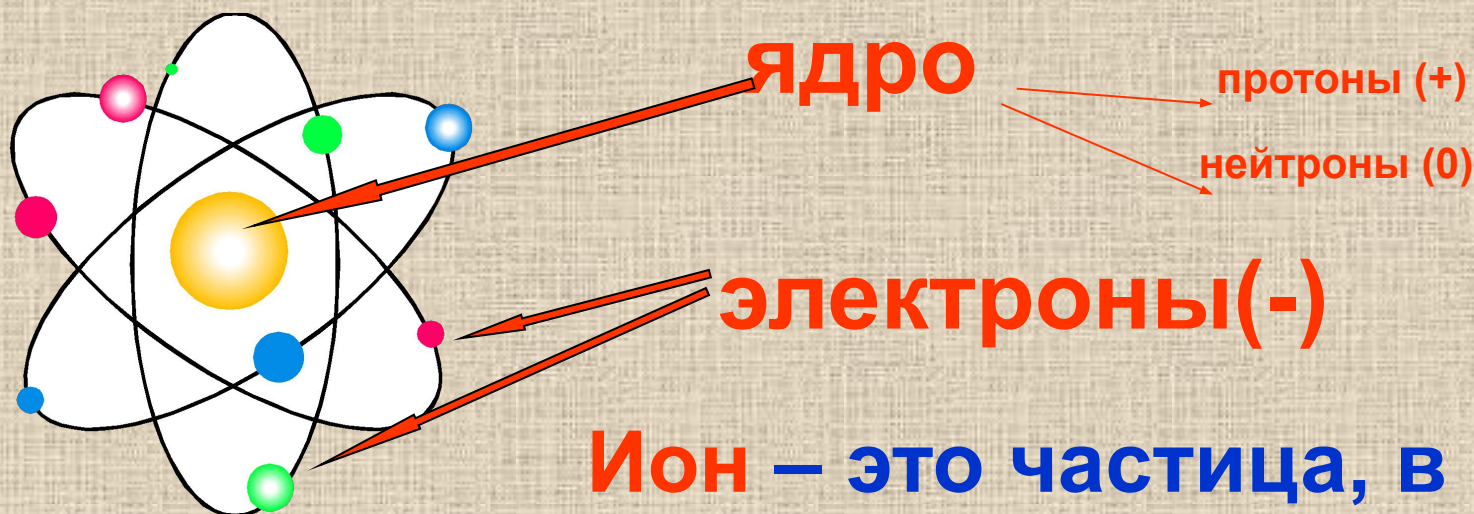 ядро
протоны (+)
нейтроны (0)
электроны(-)
Ион – это частица, в